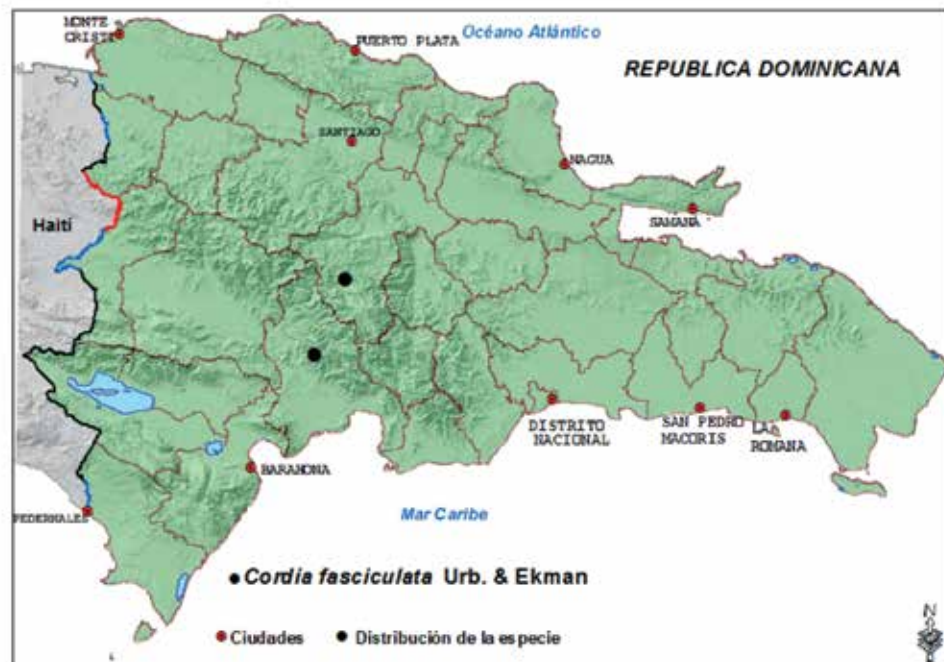 MONTE
CRISTI
PUERTO PLATA
Océano Atlántico
REPUBLICA DOMINICANA
SANTIAGO
NAGUA
SAMANA
Haití
DISTRITO
NACIONAL
SAN PEDRO
MACORIS
LA
ROMANA
BARAHONA
PEDERNALES
Mar Caribe
Cordia fasciculata Urb. & Ekman
Ciudades
Distribución de la especie
N